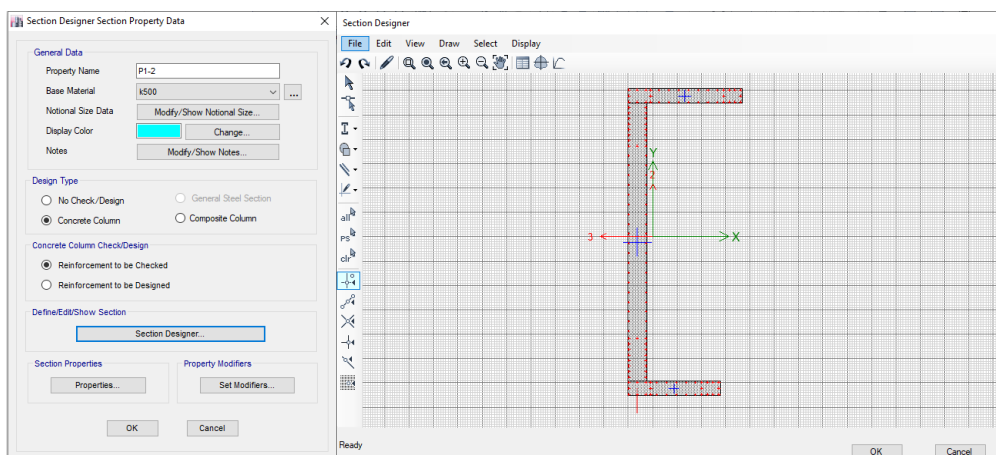 Section Designer Section Property Data
General Data
Property Name
P1-2
Base Material
k500
...
Notional Size Data
Modify/Show Notional Size...
Display Color
Change...
Notes
Modify/Show Notes...
Design Type
No Check/Design
General Steel Section
Concrete Column
Composite Column
Concrete Column Check/Design
Reinforcement to be Checked
Reinforcement to be Designed
Define/Edit/Show Section
Section Designer...
Section Properties
Property Modifiers
Properties...
Set Modifiers...
OK
Cancel
Section Designer
File Edit View Draw Select Display
all
PS
clr
Y
2
3
X
Ready
OK
Cancel